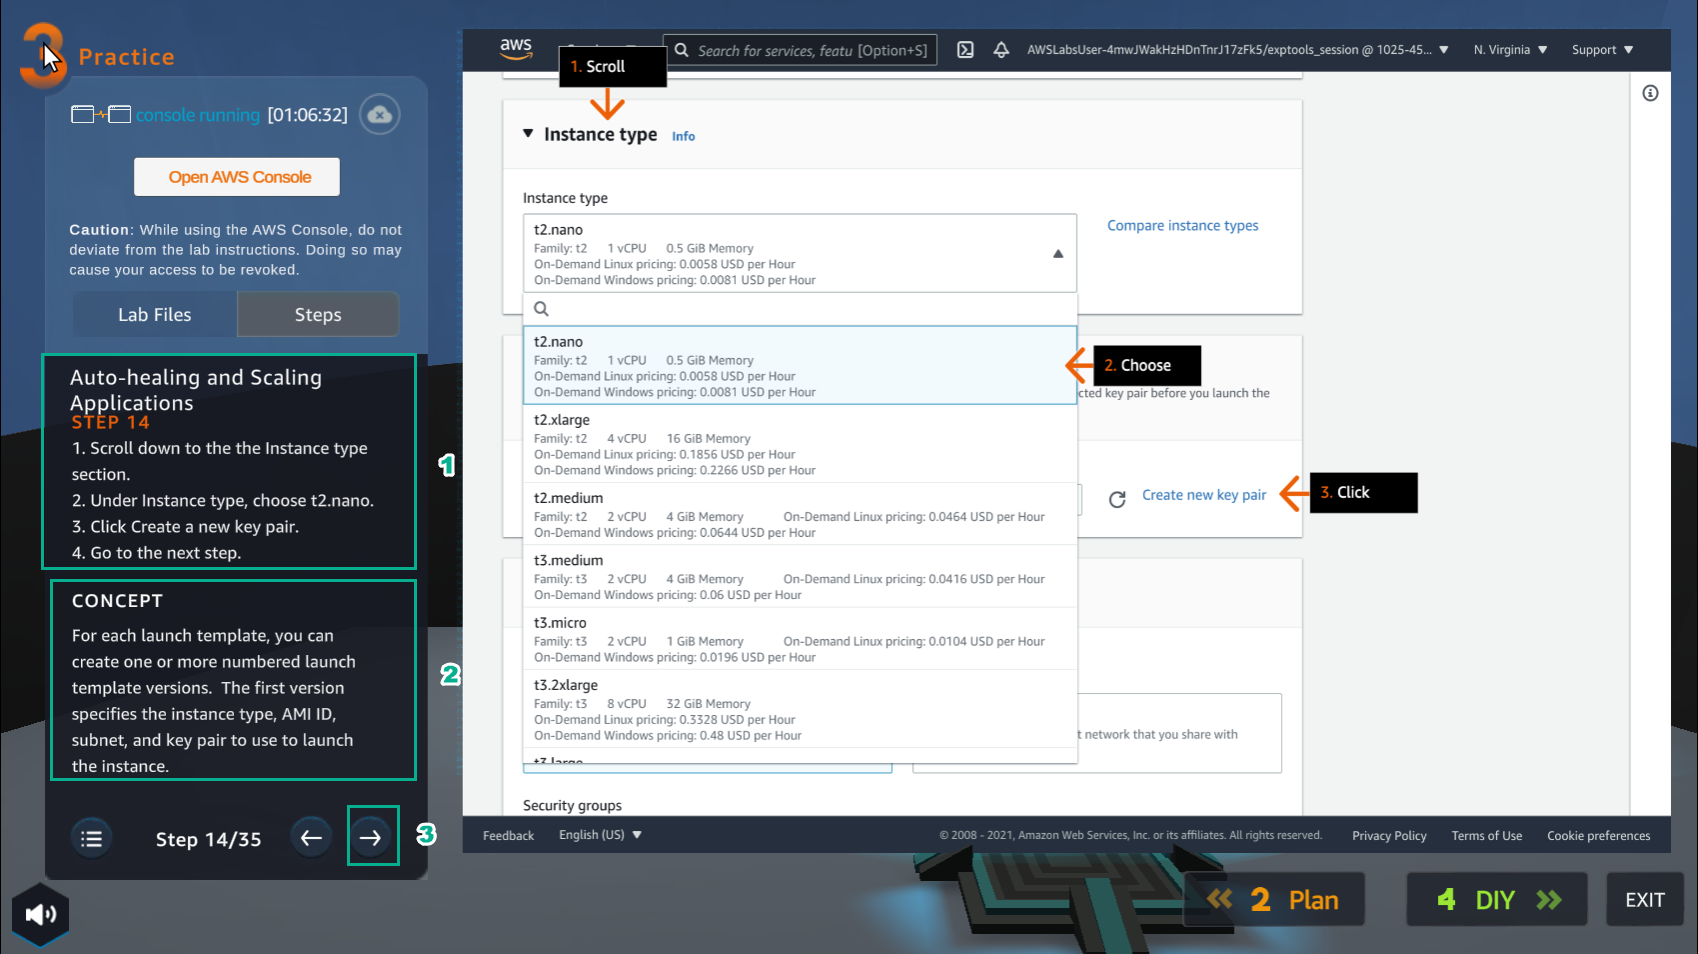 3 Practice
console running [01:06:32]
Open AWS Console
Caution: While using the AWS Console, do not
deviate from the lab instructions. Doing so may
cause your access to be revoked.
Lab Files
Steps
Auto-healing and Scaling
Applications
STEP 14
1. Scroll down to the the Instance type
section.
2. Under Instance type, choose t2.nano.
3. Click Create a new key pair.
4. Go to the next step.
1
CONCEPT
For each launch template, you can
create one or more numbered launch
template versions.  The first version
specifies the instance type, AMI ID,
subnet, and key pair to use to launch
the instance.
2
Step 14/35
3
aws
Search for services, featu [Option+S]
AWSLabsUser-4mwJWakHzHDnTnrJ17zFk5/exptools_session @ 1025-45...
N. Virginia
Support
1. Scroll
Instance type Info
Instance type
t2.nano
Family: t2 1 vCPU 0.5 GiB Memory
On-Demand Linux pricing: 0.0058 USD per Hour
On-Demand Windows pricing: 0.0081 USD per Hour
Compare instance types
t2.nano
Family: t2 1 vCPU 0.5 GiB Memory
On-Demand Linux pricing: 0.0058 USD per Hour
On-Demand Windows pricing: 0.0081 USD per Hour
2. Choose
cted key pair before you launch the
t2.xlarge
Family: t2 4 vCPU 16 GiB Memory
On-Demand Linux pricing: 0.1856 USD per Hour
On-Demand Windows pricing: 0.2266 USD per Hour
t2.medium
Family: t2 2 vCPU 4 GiB Memory On-Demand Linux pricing: 0.0464 USD per Hour
On-Demand Windows pricing: 0.0644 USD per Hour
Create new key pair
3. Click
t3.medium
Family: t3 2 vCPU 4 GiB Memory On-Demand Linux pricing: 0.0416 USD per Hour
On-Demand Windows pricing: 0.06 USD per Hour
t3.micro
Family: t3 2 vCPU 1 GiB Memory On-Demand Linux pricing: 0.0104 USD per Hour
On-Demand Windows pricing: 0.0196 USD per Hour
t3.2xlarge
Family: t3 8 vCPU 32 GiB Memory
On-Demand Linux pricing: 0.3328 USD per Hour
On-Demand Windows pricing: 0.48 USD per Hour
t network that you share with
t3.large
Security groups
Feedback
English (US)
© 2008 - 2021, Amazon Web Services, Inc. or its affiliates. All rights reserved.
Privacy Policy
Terms of Use
Cookie preferences
2 Plan
4 DIY
EXIT